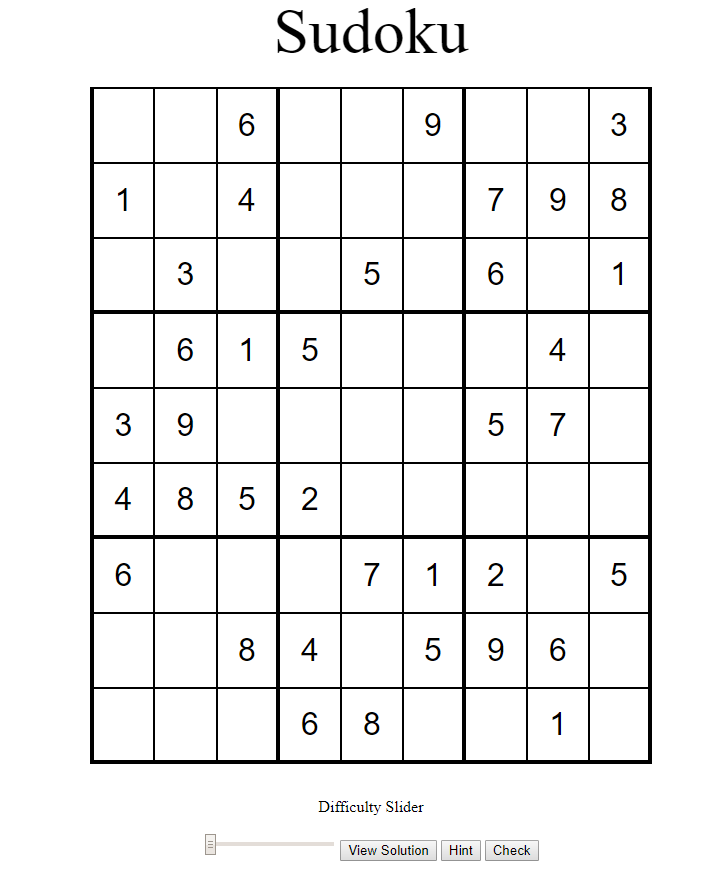 Sudoku
6 9 3
1 4 7 9 8
3 5 6 1
6 1 5 4
3 9 5 7
4 8 5 2
6 7 1 2 5
8 4 5 9 6
6 8 1
Difficulty Slider
View Solution Hint Check